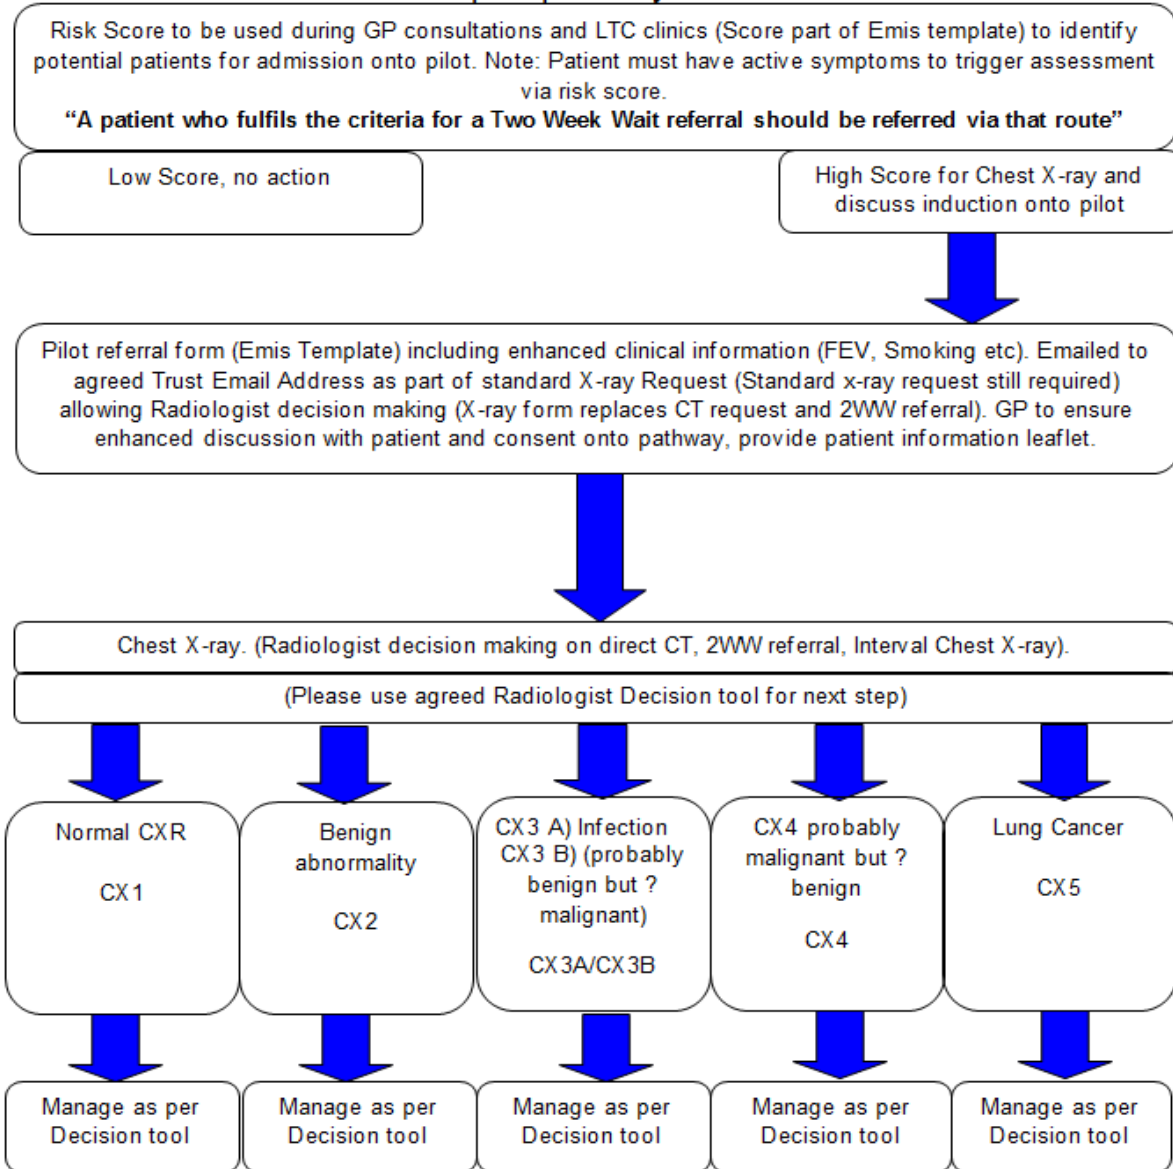 Risk Score to be used during GP consultations and LTC clinics (Score part of Emis template) to identify
potential patients for admission onto pilot. Note: Patient must have active symptoms to trigger assessment
via risk score.
“A patient who fulfils the criteria for a Two Week Wait referral should be referred via that route”
Low Score, no action
High Score for Chest X-ray and
discuss induction onto pilot
Pilot referral form (Emis Template) including enhanced clinical information (FEV, Smoking etc). Emailed to
agreed Trust Email Address as part of standard X-ray Request (Standard x-ray request still required)
allowing Radiologist decision making (X-ray form replaces CT request and 2WW referral). GP to ensure
enhanced discussion with patient and consent onto pathway, provide patient information leaflet.
Chest X-ray. (Radiologist decision making on direct CT, 2WW referral, Interval Chest X-ray).
(Please use agreed Radiologist Decision tool for next step)
Normal CXR
CX1
Benign
abnormality
CX2
CX3 A) Infection
CX3 B) (probably
benign but ?
malignant)
CX3A/CX3B
CX4 probably
malignant but ?
benign
CX4
Lung Cancer
CX5
Manage as per
Decision tool
Manage as per
Decision tool
Manage as per
Decision tool
Manage as per
Decision tool
Manage as per
Decision tool